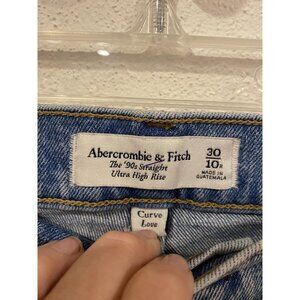 Abercrombie & Fitch
The '90s Straight
Ultra High Rise
30
10R
MADE IN
GUATEMALA
Curve
Love